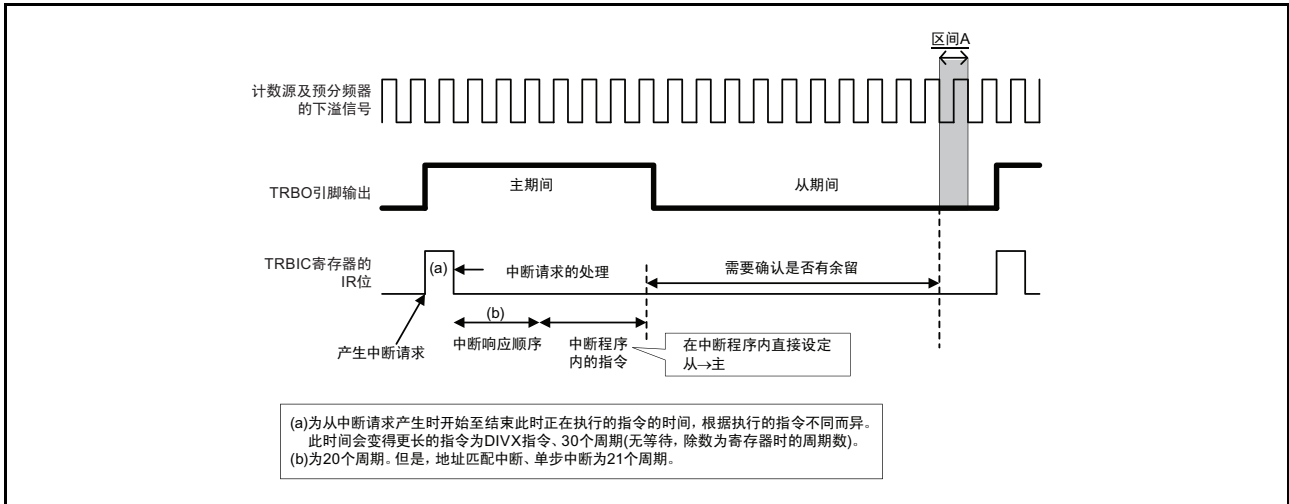 区间A
计数源及预分频器
的下溢信号
TRBO引脚输出
主期间
从期间
TRBIC寄存器的
IR位
(a)
中断请求的处理
需要确认是否有余留
(b)
产生中断请求
中断响应顺序
中断程序
内的指令
在中断程序内直接设定
从→主
(a)为从中断请求产生时开始至结束此时正在执行的指令的时间，根据执行的指令不同而异。
此时间会变得更长的指令为DIVX指令、30个周期(无等待，除数为寄存器时的周期数)。
(b)为20个周期。但是，地址匹配中断、单步中断为21个周期。